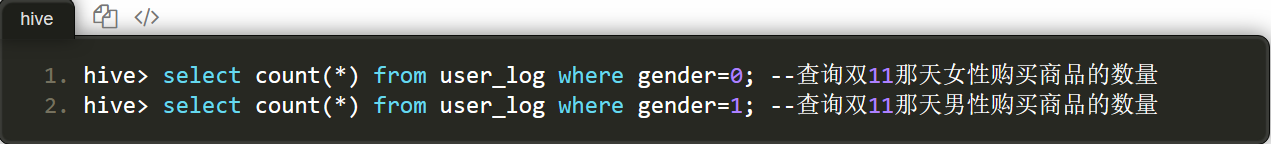 hive
1. hive> select count(*) from user_log where gender=0; --查询双11那天女性购买商品的数量
2. hive> select count(*) from user_log where gender=1; --查询双11那天男性购买商品的数量